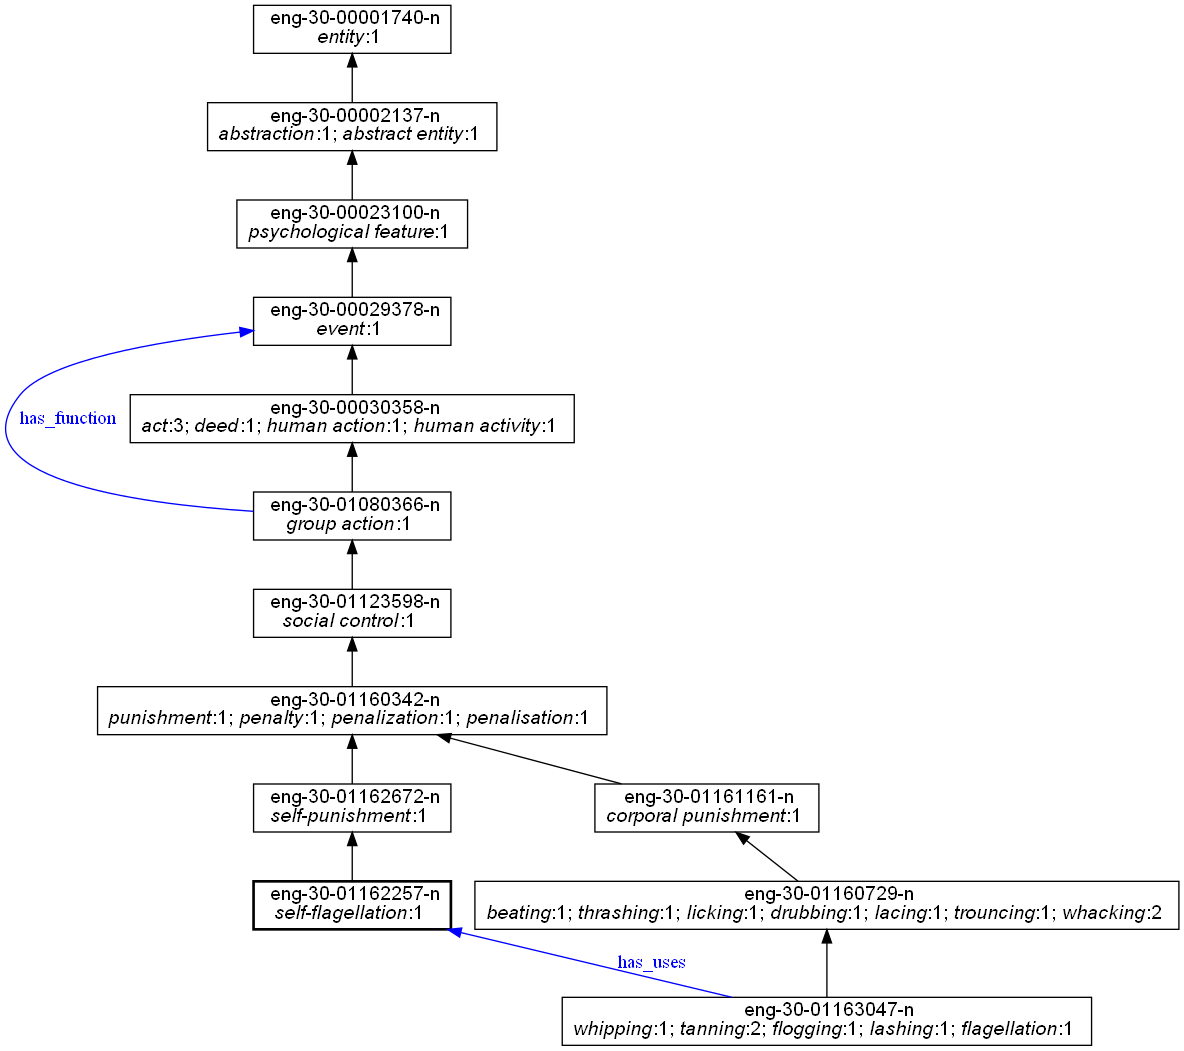 eng-30-00001740-n
entity:1
eng-30-00002137-n
abstraction:1; abstract entity:1
eng-30-00023100-n
psychological feature:1
eng-30-00029378-n
event:1
eng-30-00030358-n
act:3; deed:1; human action:1; human activity:1
has_function
eng-30-01080366-n
group action:1
eng-30-01123598-n
social control:1
eng-30-01160342-n
punishment:1; penalty:1; penalization:1; penalisation:1
eng-30-01162672-n
self-punishment:1
eng-30-01161161-n
corporal punishment:1
eng-30-01162257-n
self-flagellation:1
eng-30-01160729-n
beating:1; thrashing:1; licking:1; drubbing:1; lacing:1; trouncing:1; whacking:2
has_uses
eng-30-01163047-n
whipping:1; tanning:2; flogging:1; lashing:1; flagellation:1